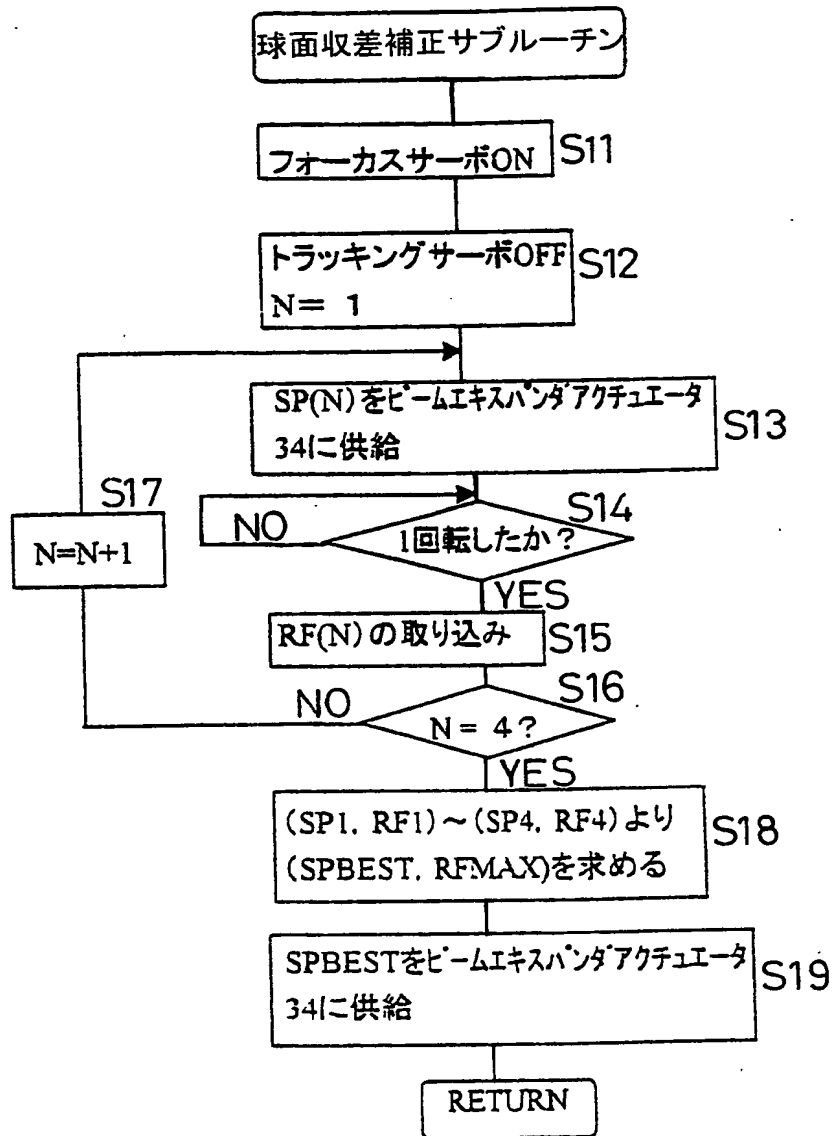 球面収差補正サブルーチン
フォーカスサーボON
S11
トラッキングサーボOFF
N= 1
S12
SP(N)をビームエキスパンダアクチュエータ
34に供給
S13
S17
N=N+1
NO
1回転したか?
S14
YES
RF(N)の取り込み
S15
NO
N= 4?
S16
YES
(SP1, RF1)~(SP4, RF4)より
(SPBEST, RFMAX)を求める
S18
SPBESTをビームエキスパンダアクチュエータ
34に供給
S19
RETURN